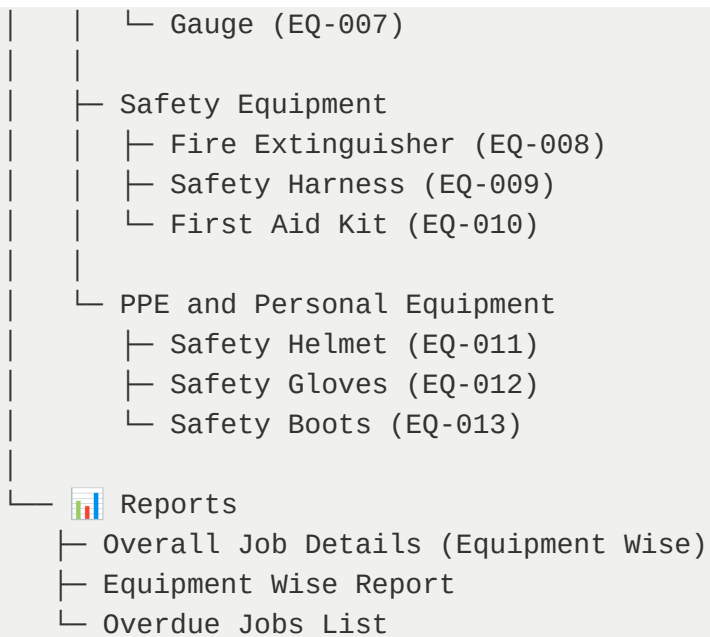 │   │   └─ Gauge (EQ-007)
│   │
│   ├─ Safety Equipment
│   │   ├─ Fire Extinguisher (EQ-008)
│   │   ├─ Safety Harness (EQ-009)
│   │   └─ First Aid Kit (EQ-010)
│   │
│   └─ PPE and Personal Equipment
│       ├─ Safety Helmet (EQ-011)
│       ├─ Safety Gloves (EQ-012)
│       └─ Safety Boots (EQ-013)
│
└── 📊 Reports
    ├─ Overall Job Details (Equipment Wise)
    ├─ Equipment Wise Report
    └─ Overdue Jobs List